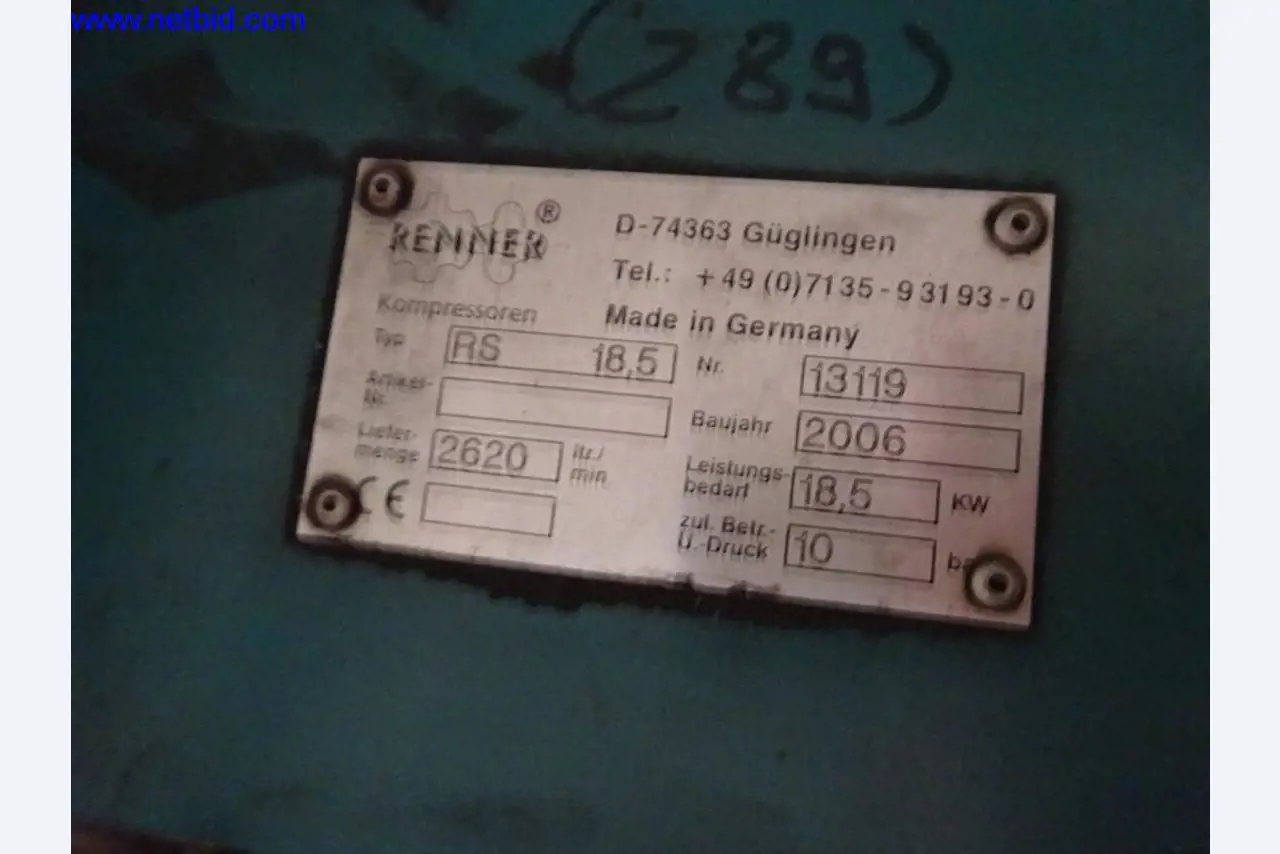 www.netbid.com
(289)
RENNER®
D-74363 Güglingen
Tel.: +49 (0)7135-93193-0
Kompressoren
Made in Germany
Typ RS 18,5
Nr. 13119
Artikel-
Nr.
Baujahr 2006
Liefer-
menge 2620 ltr./
min
Leistungs-
bedarf 18,5 KW
CE
zul. Betr.-
Ü.-Druck 10